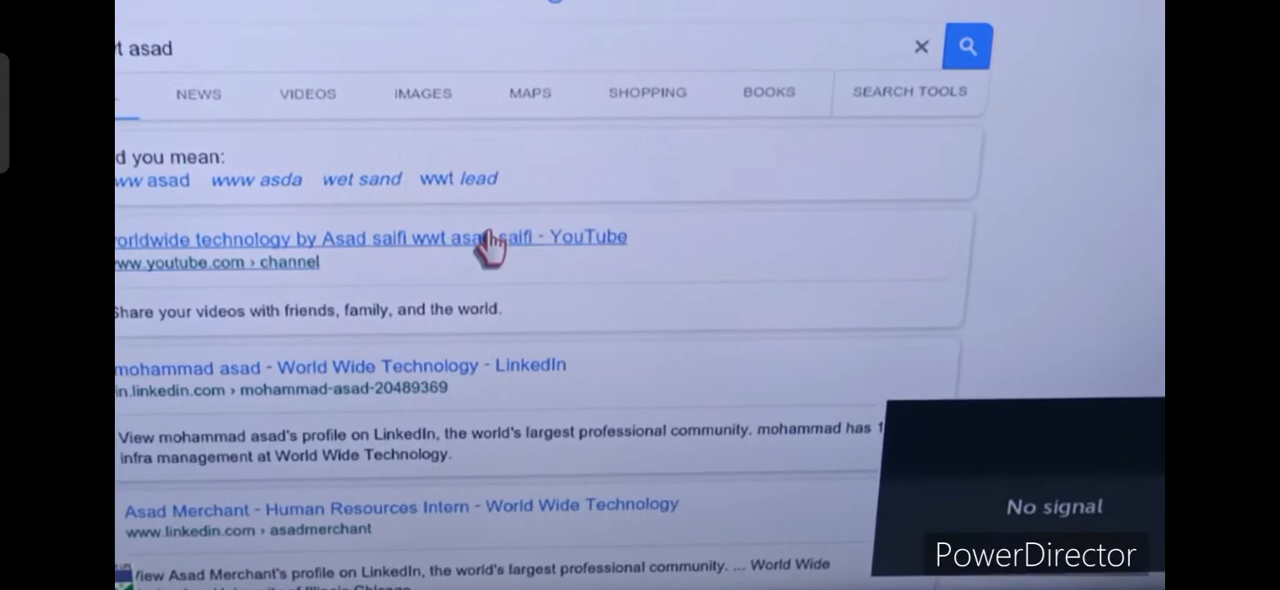 t asad
NEWS VIDEOS IMAGES MAPS SHOPPING BOOKS SEARCH TOOLS
d you mean:
ww asad www asda wet sand wwt lead
orldwide technology by Asad saifi wwt asad saifi - YouTube
ww.youtube.com › channel
Share your videos with friends, family, and the world.
mohammad asad - World Wide Technology - LinkedIn
in.linkedin.com › mohammad-asad-20489369
View mohammad asad's profile on LinkedIn, the world's largest professional community. mohammad has 1
infra management at World Wide Technology.
Asad Merchant - Human Resources Intern - World Wide Technology
www.linkedin.com › asadmerchant
View Asad Merchant's profile on LinkedIn, the world's largest professional community. ... World Wide
No signal
PowerDirector